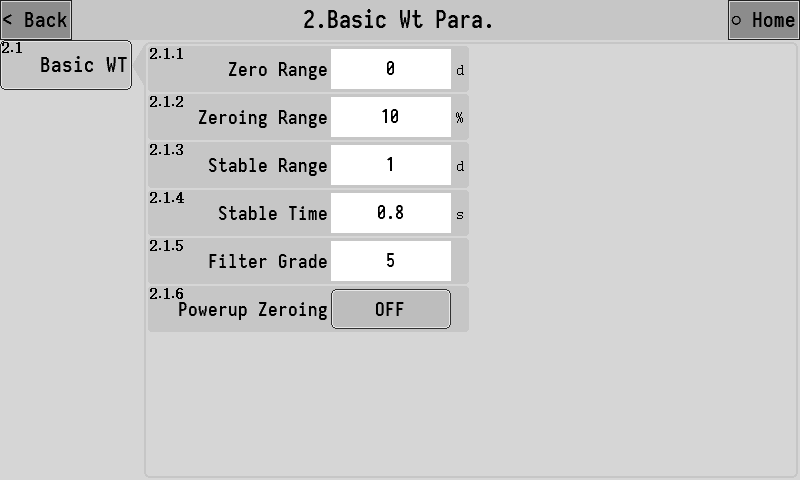 < Back
2.Basic Wt Para.
○ Home
2.1
Basic WT
2.1.1
Zero Range 0 d
2.1.2
Zeroing Range 10 %
2.1.3
Stable Range 1 d
2.1.4
Stable Time 0.8 s
2.1.5
Filter Grade 5
2.1.6
Powerup Zeroing OFF